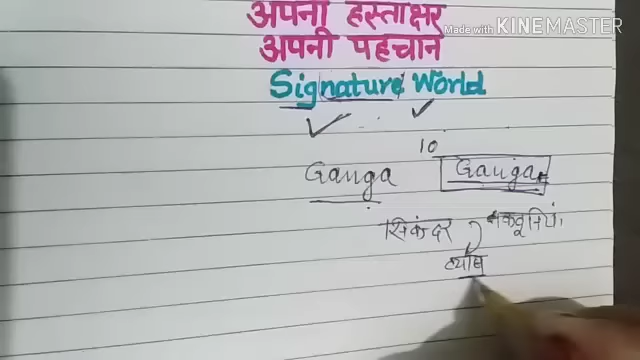 अपना हस्ताक्षर
Made with KINEMASTER
अपनी पहचान
Signature World
10
Ganga Ganga
सिकंदर